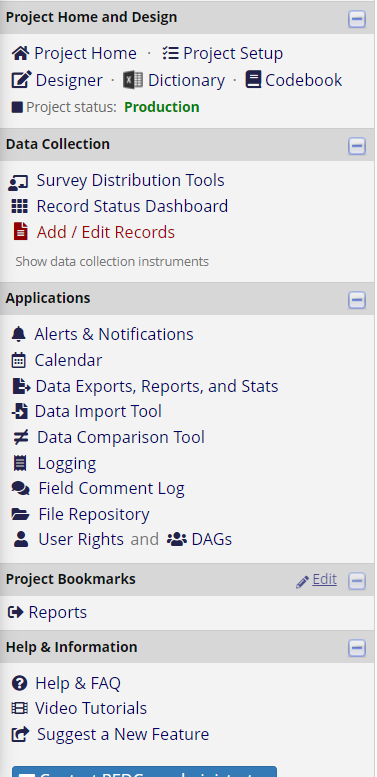 Project Home and Design
Project Home · Project Setup
Designer · Dictionary · Codebook
Project status: Production
Data Collection
Survey Distribution Tools
Record Status Dashboard
Add / Edit Records
Show data collection instruments
Applications
Alerts & Notifications
Calendar
Data Exports, Reports, and Stats
Data Import Tool
Data Comparison Tool
Logging
Field Comment Log
File Repository
User Rights and DAGs
Project Bookmarks Edit
Reports
Help & Information
Help & FAQ
Video Tutorials
Suggest a New Feature